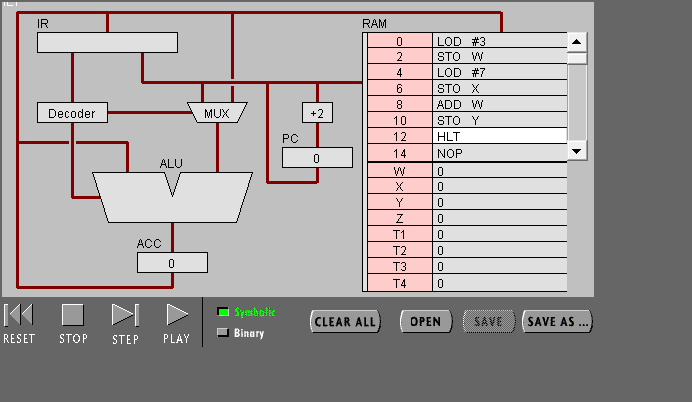 HLT
IR
RAM
0 LOD #3
2 STO W
4 LOD #7
6 STO X
8 ADD W
10 STO Y
12 HLT
14 NOP
W 0
X 0
Y 0
Z 0
T1 0
T2 0
T3 0
T4 0
Decoder
MUX
+2
PC
0
ALU
ACC
0
RESET
STOP
STEP
PLAY
Symbolic
Binary
CLEAR ALL
OPEN
SAVE
SAVE AS ...